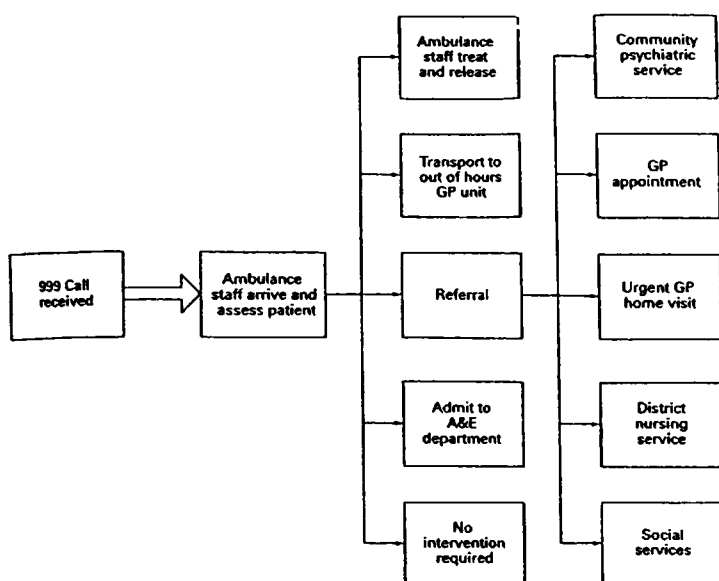 999 Call
received
Ambulance
staff arrive and
assess patient
Ambulance
staff treat
and release
Transport to
out of hours
GP unit
Referral
Admit to
A&E
department
No
intervention
required
Community
psychiatric
service
GP
appointment
Urgent GP
home visit
District
nursing
service
Social
services